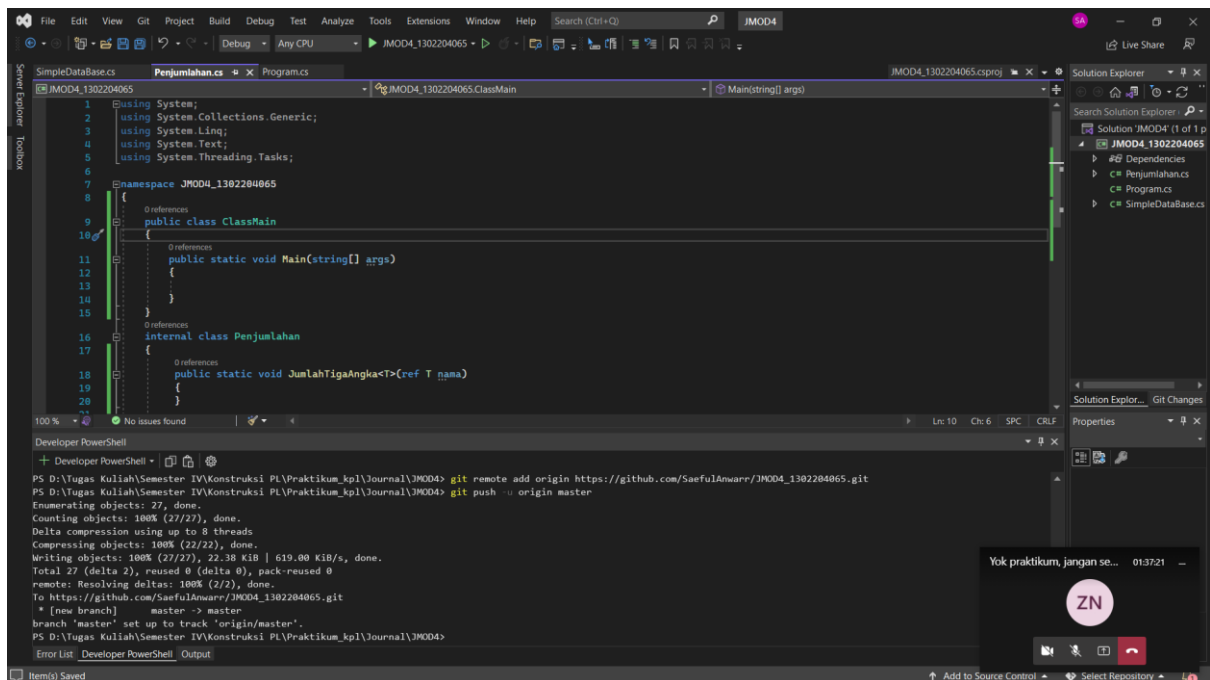 File Edit View Git Project Build Debug Test Analyze Tools Extensions Window Help Search (Ctrl+Q) JMOD4 SA
Debug Any CPU JMOD4_1302204065 Live Share
Server Explorer
Toolbox
SimpleDataBase.cs Penjumlahan.cs Program.cs JMOD4_1302204065.csproj
JMOD4_1302204065 JMOD4_1302204065.ClassMain Main(string[] args)
1 using System;
2 using System.Collections.Generic;
3 using System.Linq;
4 using System.Text;
5 using System.Threading.Tasks;
6
7 namespace JMOD4_1302204065
8 {
0 references
9 public class ClassMain
10 {
0 references
11 public static void Main(string[] args)
12 {
13
14 }
15 }
0 references
16 internal class Penjumlahan
17 {
0 references
18 public static void JumlahTigaAngka<T>(ref T nama)
19 {
20 }
21
100 % No issues found Ln: 10 Ch: 6 SPC CRLF
Solution Explorer
Search Solution Explorer
Solution 'JMOD4' (1 of 1 p
JMOD4_1302204065
Dependencies
C# Penjumlahan.cs
C# Program.cs
C# SimpleDataBase.cs
Solution Explor... Git Changes
Properties
Developer PowerShell
+ Developer PowerShell
PS D:\Tugas Kuliah\Semester IV\Konstruksi PL\Praktikum_kpl\Journal\JMOD4> git remote add origin https://github.com/SaefulAnwarr/JMOD4_1302204065.git
PS D:\Tugas Kuliah\Semester IV\Konstruksi PL\Praktikum_kpl\Journal\JMOD4> git push -u origin master
Enumerating objects: 27, done.
Counting objects: 100% (27/27), done.
Delta compression using up to 8 threads
Compressing objects: 100% (22/22), done.
Writing objects: 100% (27/27), 22.38 KiB | 619.00 KiB/s, done.
Total 27 (delta 2), reused 0 (delta 0), pack-reused 0
remote: Resolving deltas: 100% (2/2), done.
To https://github.com/SaefulAnwarr/JMOD4_1302204065.git
* [new branch] master -> master
branch 'master' set up to track 'origin/master'.
PS D:\Tugas Kuliah\Semester IV\Konstruksi PL\Praktikum_kpl\Journal\JMOD4>
Error List Developer PowerShell Output
Yok praktikum, jangan se... 01:37:21 ...
ZN
Item(s) Saved Add to Source Control Select Repository